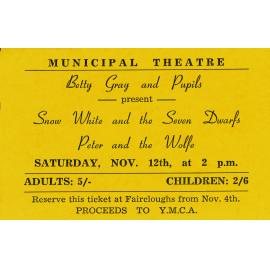 MUNICIPAL THEATRE
Betty Gray and Pupils
— present —
Snow White and the Seven Dwarfs
Peter and the Wolfe
SATURDAY, NOV. 12th, at 2 p.m.
ADULTS: 5/- CHILDREN: 2/6
Reserve this ticket at Faircloughs from Nov. 4th.
PROCEEDS TO Y.M.C.A.